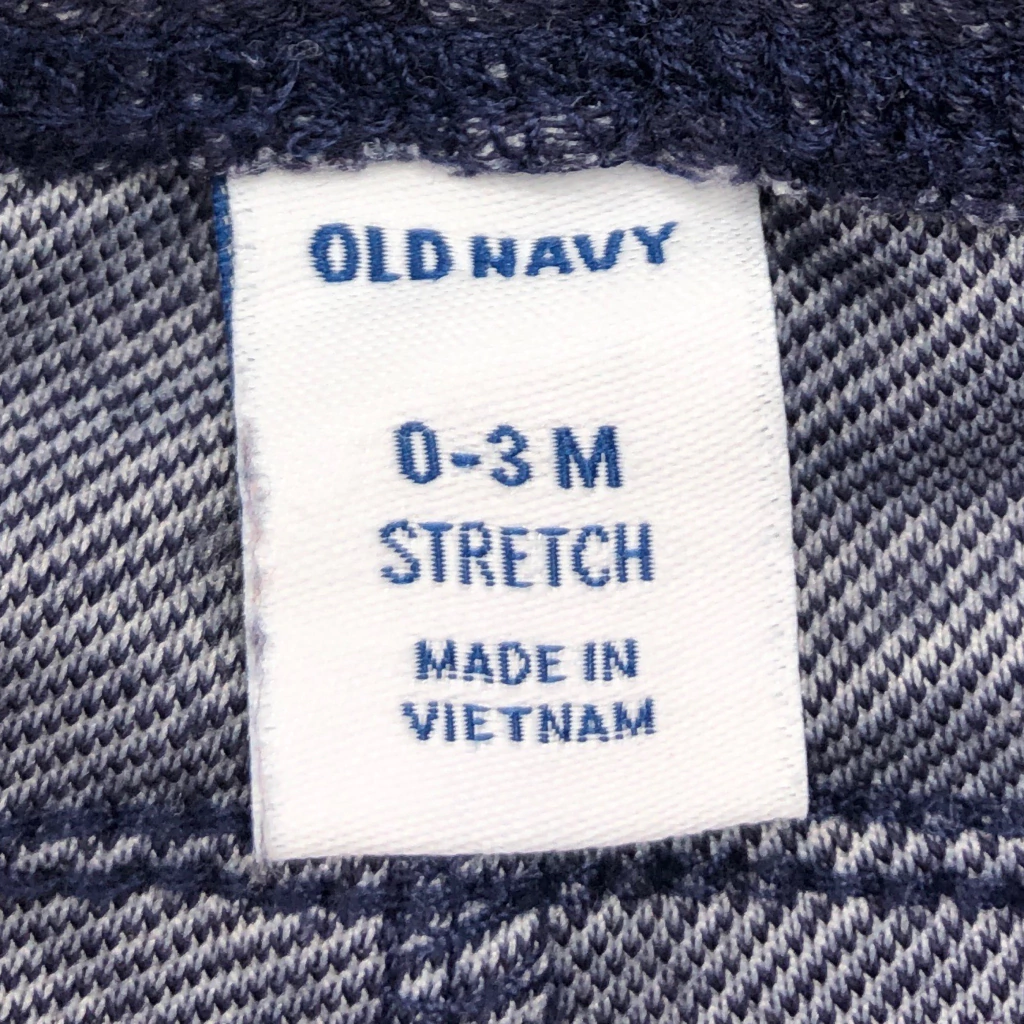 OLD NAVY
0-3 M
STRETCH
MADE IN
VIETNAM